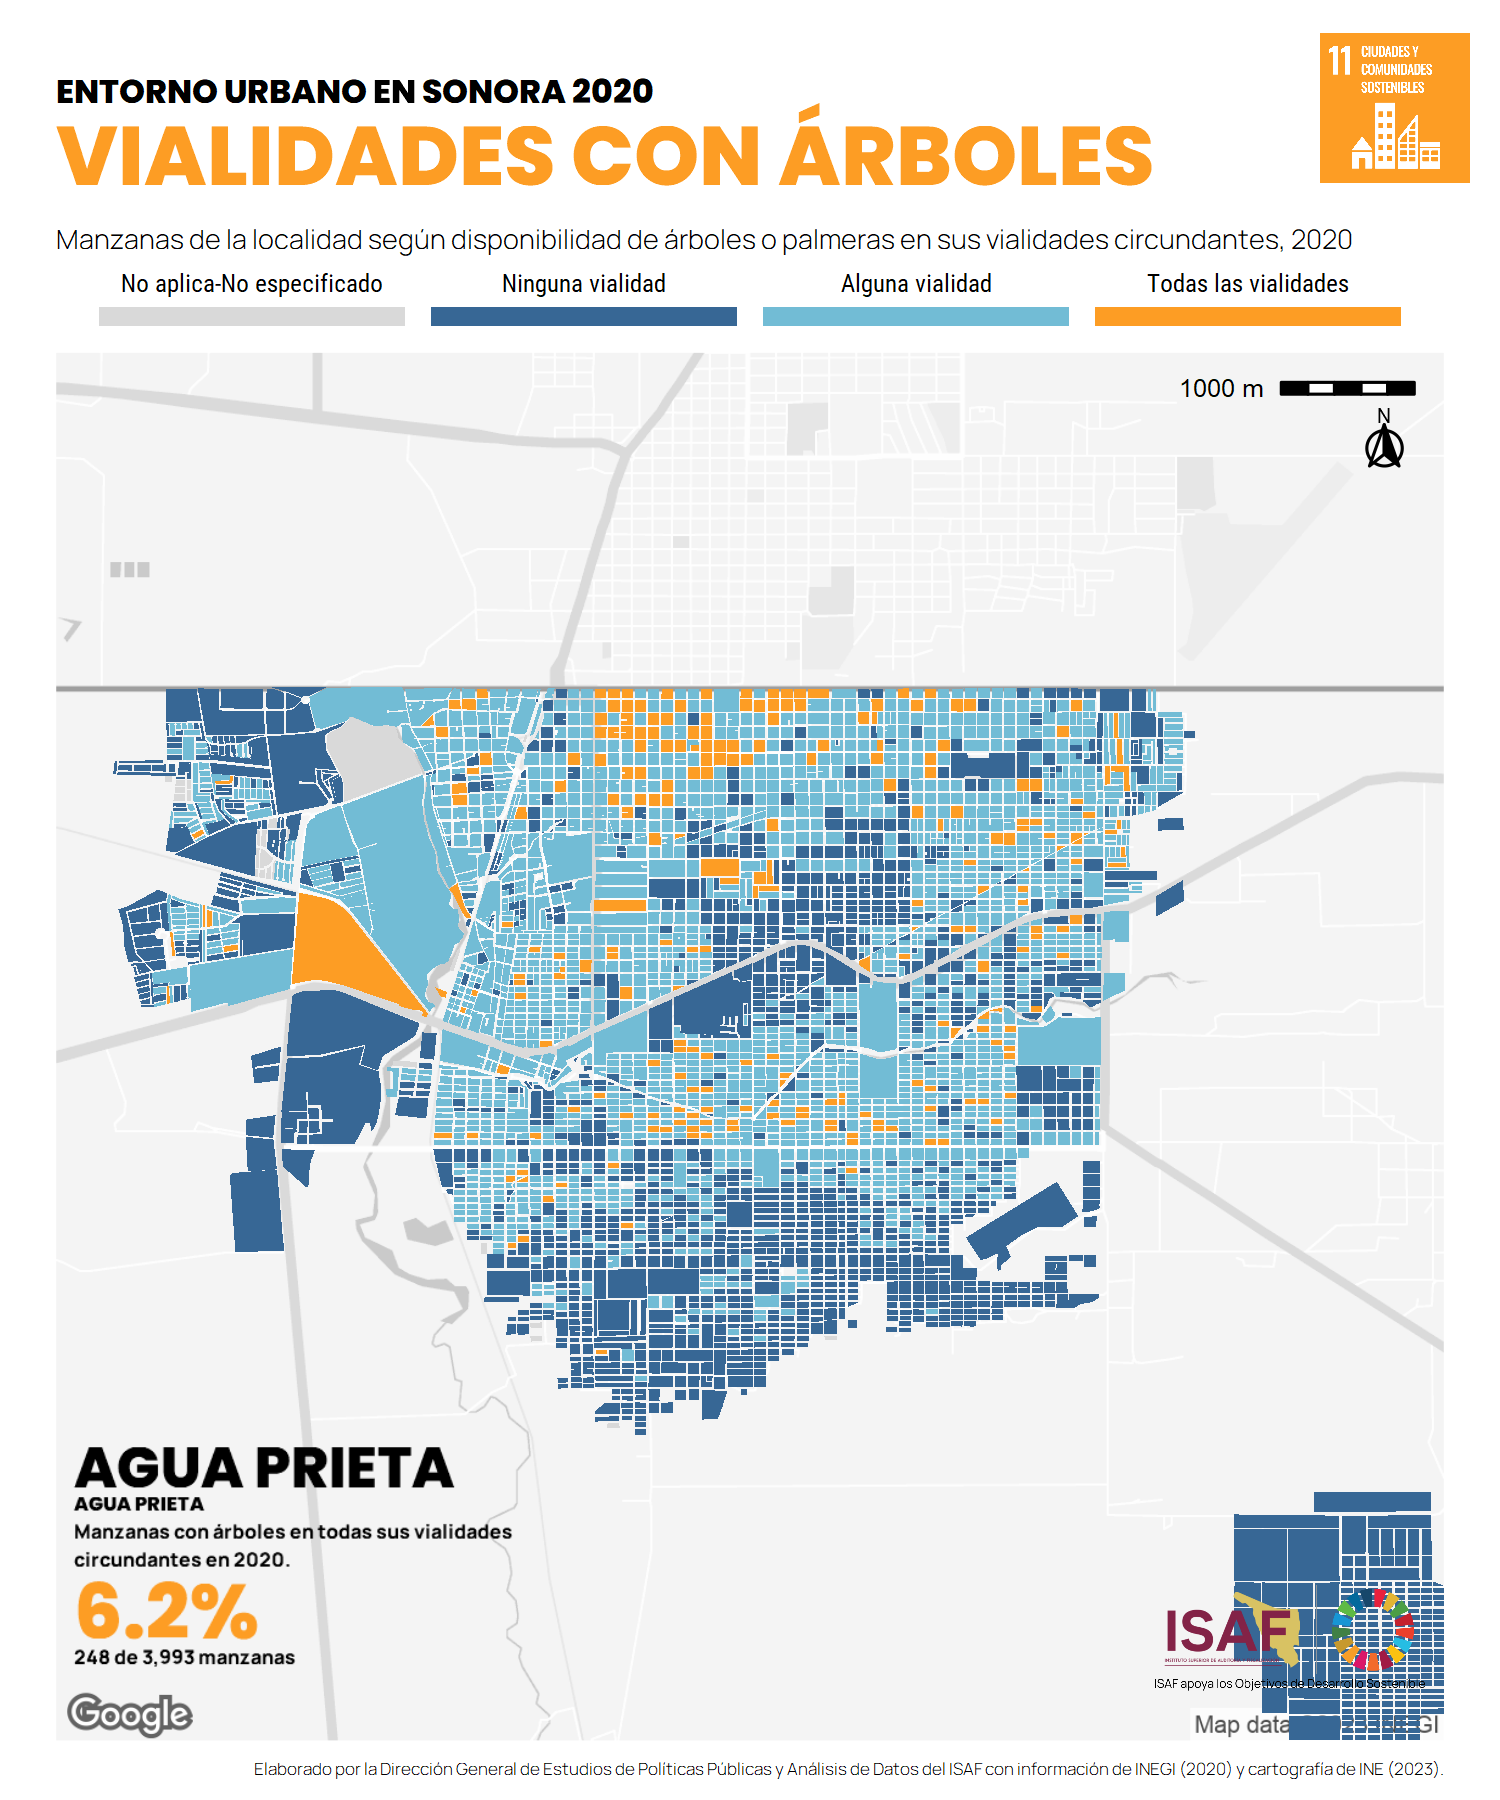 ENTORNO URBANO EN SONORA 2020
VIALIDADES CON ÁRBOLES
11 CIUDADES Y
COMUNIDADES
SOSTENIBLES
Manzanas de la localidad según disponibilidad de árboles o palmeras en sus vialidades circundantes, 2020
No aplica-No especificado
Ninguna vialidad
Alguna vialidad
Todas las vialidades
1000 m
N
AGUA PRIETA
AGUA PRIETA
Manzanas con árboles en todas sus vialidades
circundantes en 2020.
6.2%
248 de 3,993 manzanas
Google
ISAF
ISAF apoya los Objetivos de Desarrollo Sostenible
Map data
Elaborado por la Dirección General de Estudios de Políticas Públicas y Análisis de Datos del ISAF con información de INEGI (2020) y cartografía de INE (2023).